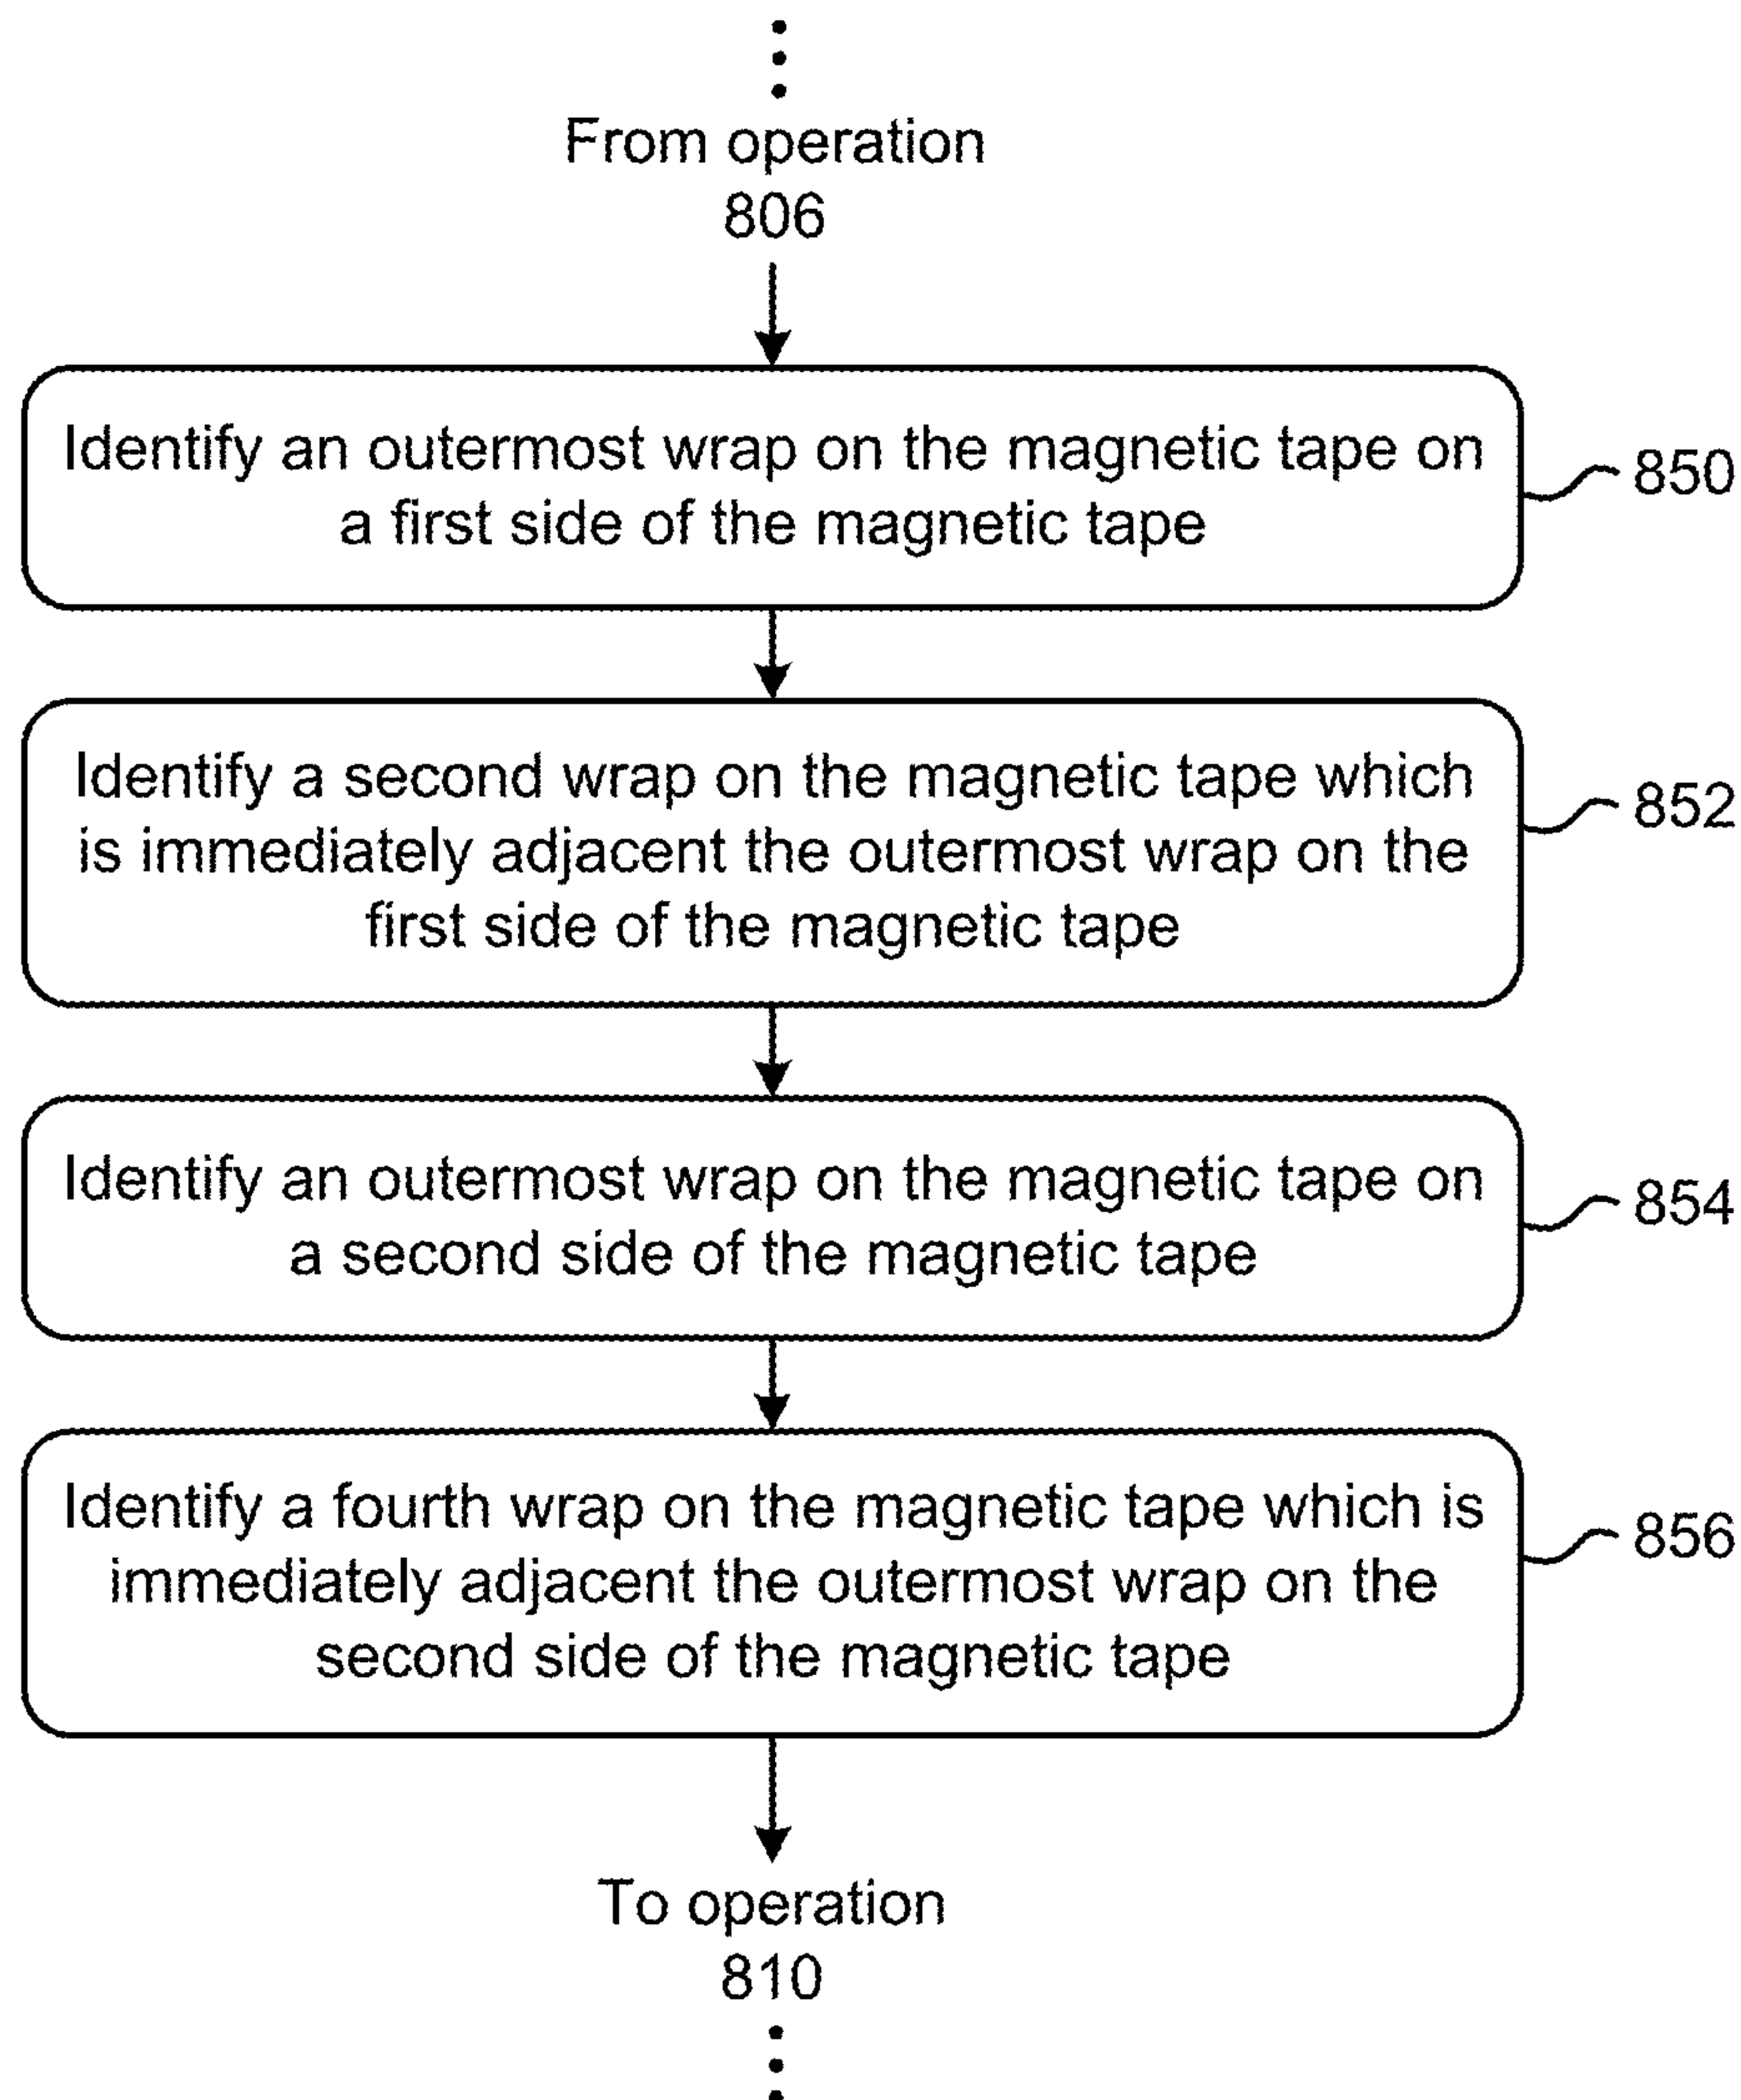 From operation
806
Identify an outermost wrap on the magnetic tape on
a first side of the magnetic tape
850
Identify a second wrap on the magnetic tape which
is immediately adjacent the outermost wrap on the
first side of the magnetic tape
852
Identify an outermost wrap on the magnetic tape on
a second side of the magnetic tape
854
Identify a fourth wrap on the magnetic tape which is
immediately adjacent the outermost wrap on the
second side of the magnetic tape
856
To operation
810